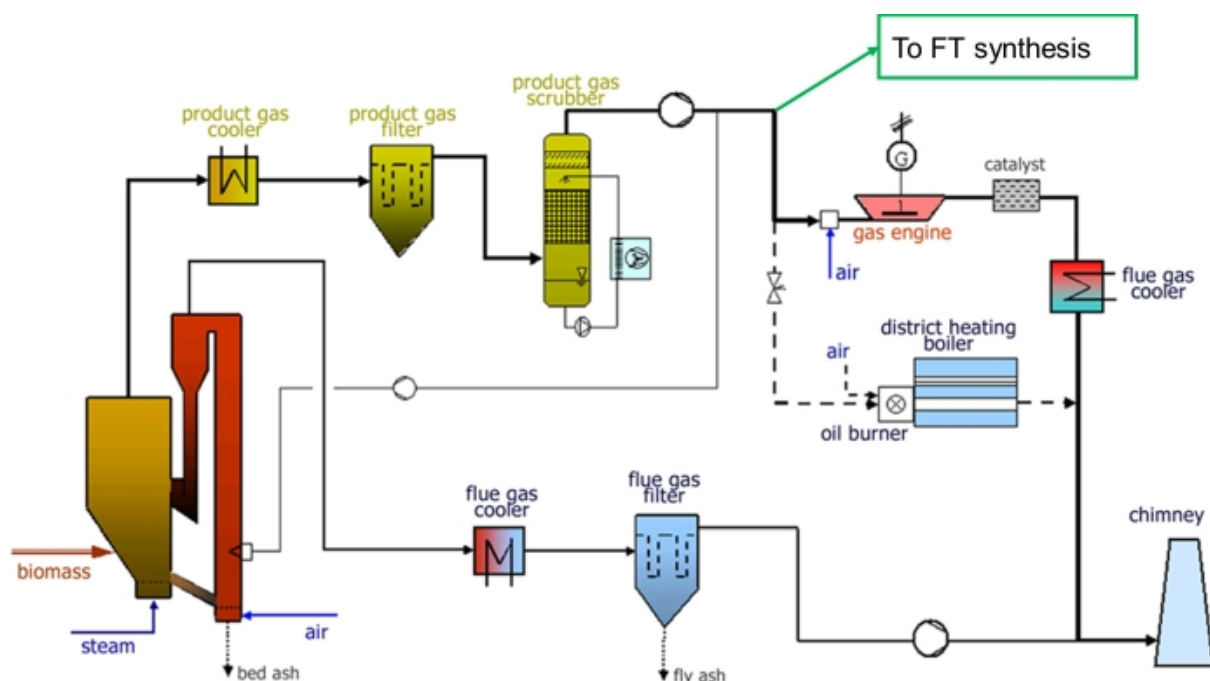 To FT synthesis
product gas
scrubber
product gas
cooler
product gas
filter
G
catalyst
gas engine
air
flue gas
cooler
district heating
boiler
air
oil burner
flue gas
cooler
flue gas
filter
chimney
biomass
steam
air
bed ash
fly ash